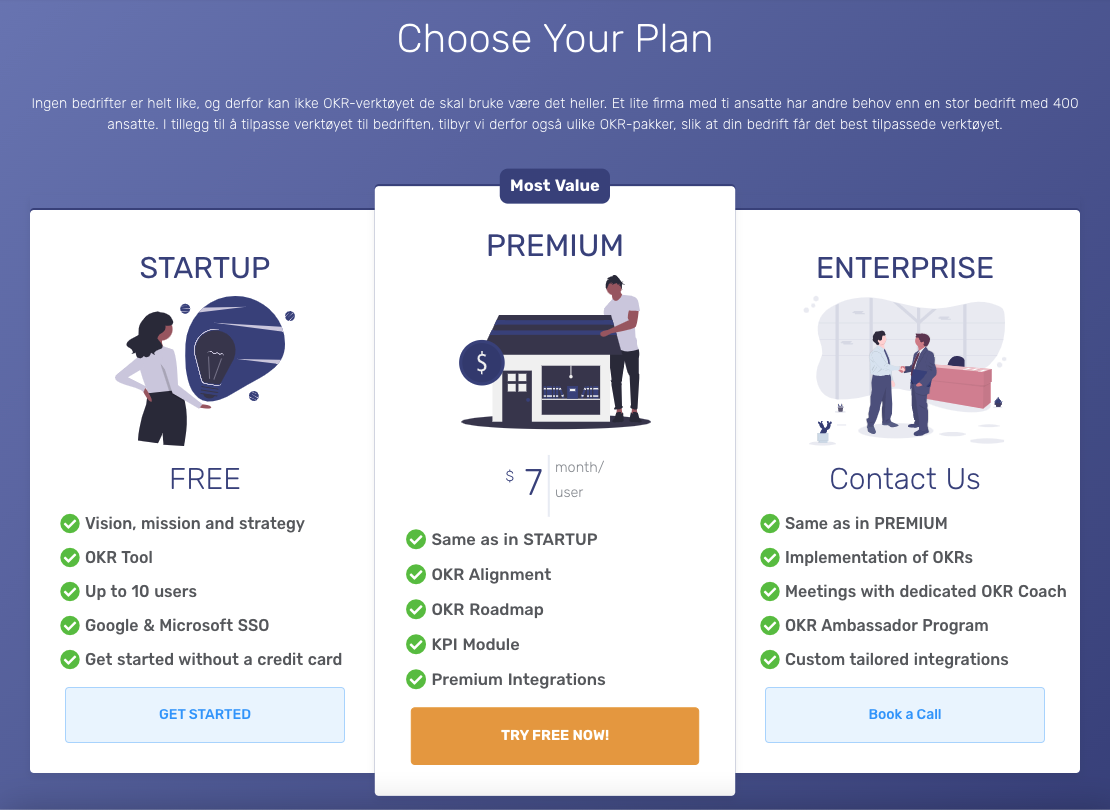 Choose Your Plan
Ingen bedrifter er helt like, og derfor kan ikke OKR-verktøyet de skal bruke være det heller. Et lite firma med ti ansatte har andre behov enn en stor bedrift med 400
ansatte. I tillegg til å tilpasse verktøyet til bedriften, tilbyr vi derfor også ulike OKR-pakker, slik at din bedrift får det best tilpassede verktøyet.
STARTUP
FREE
Vision, mission and strategy
OKR Tool
Up to 10 users
Google & Microsoft SSO
Get started without a credit card
GET STARTED
Most Value
PREMIUM
$
$ 7 month/
user
Same as in STARTUP
OKR Alignment
OKR Roadmap
KPI Module
Premium Integrations
TRY FREE NOW!
ENTERPRISE
Contact Us
Same as in PREMIUM
Implementation of OKRs
Meetings with dedicated OKR Coach
OKR Ambassador Program
Custom tailored integrations
Book a Call